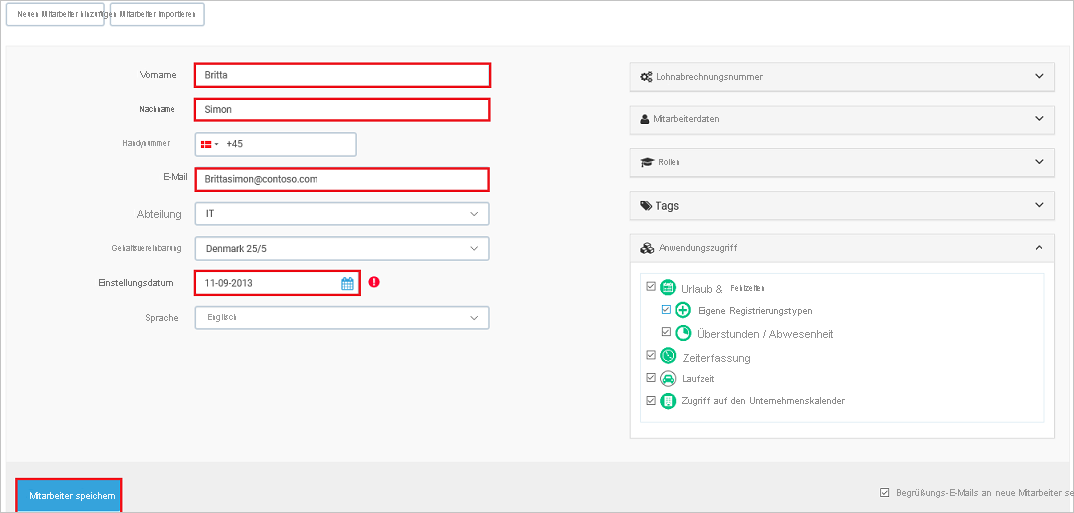 Neuen Mitarbeiter hinzufügen Mitarbeiter importieren
Vorname Britta
Nachname Simon
Handynummer +45
E-Mail Brittasimon@contoso.com
Abteilung IT
Gehaltsvereinbarung Denmark 25/5
Einstellungsdatum 11-09-2013
Sprache Englisch
Lohnabrechnungsnummer
Mitarbeiterdaten
Rollen
Tags
Anwendungszugriff
Urlaub & Fehlzeiten
Eigene Registrierungstypen
Überstunden / Abwesenheit
Zeiterfassung
Laufzeit
Zugriff auf den Unternehmenskalender
Mitarbeiter speichern
Begrüßungs-E-Mails an neue Mitarbeiter se